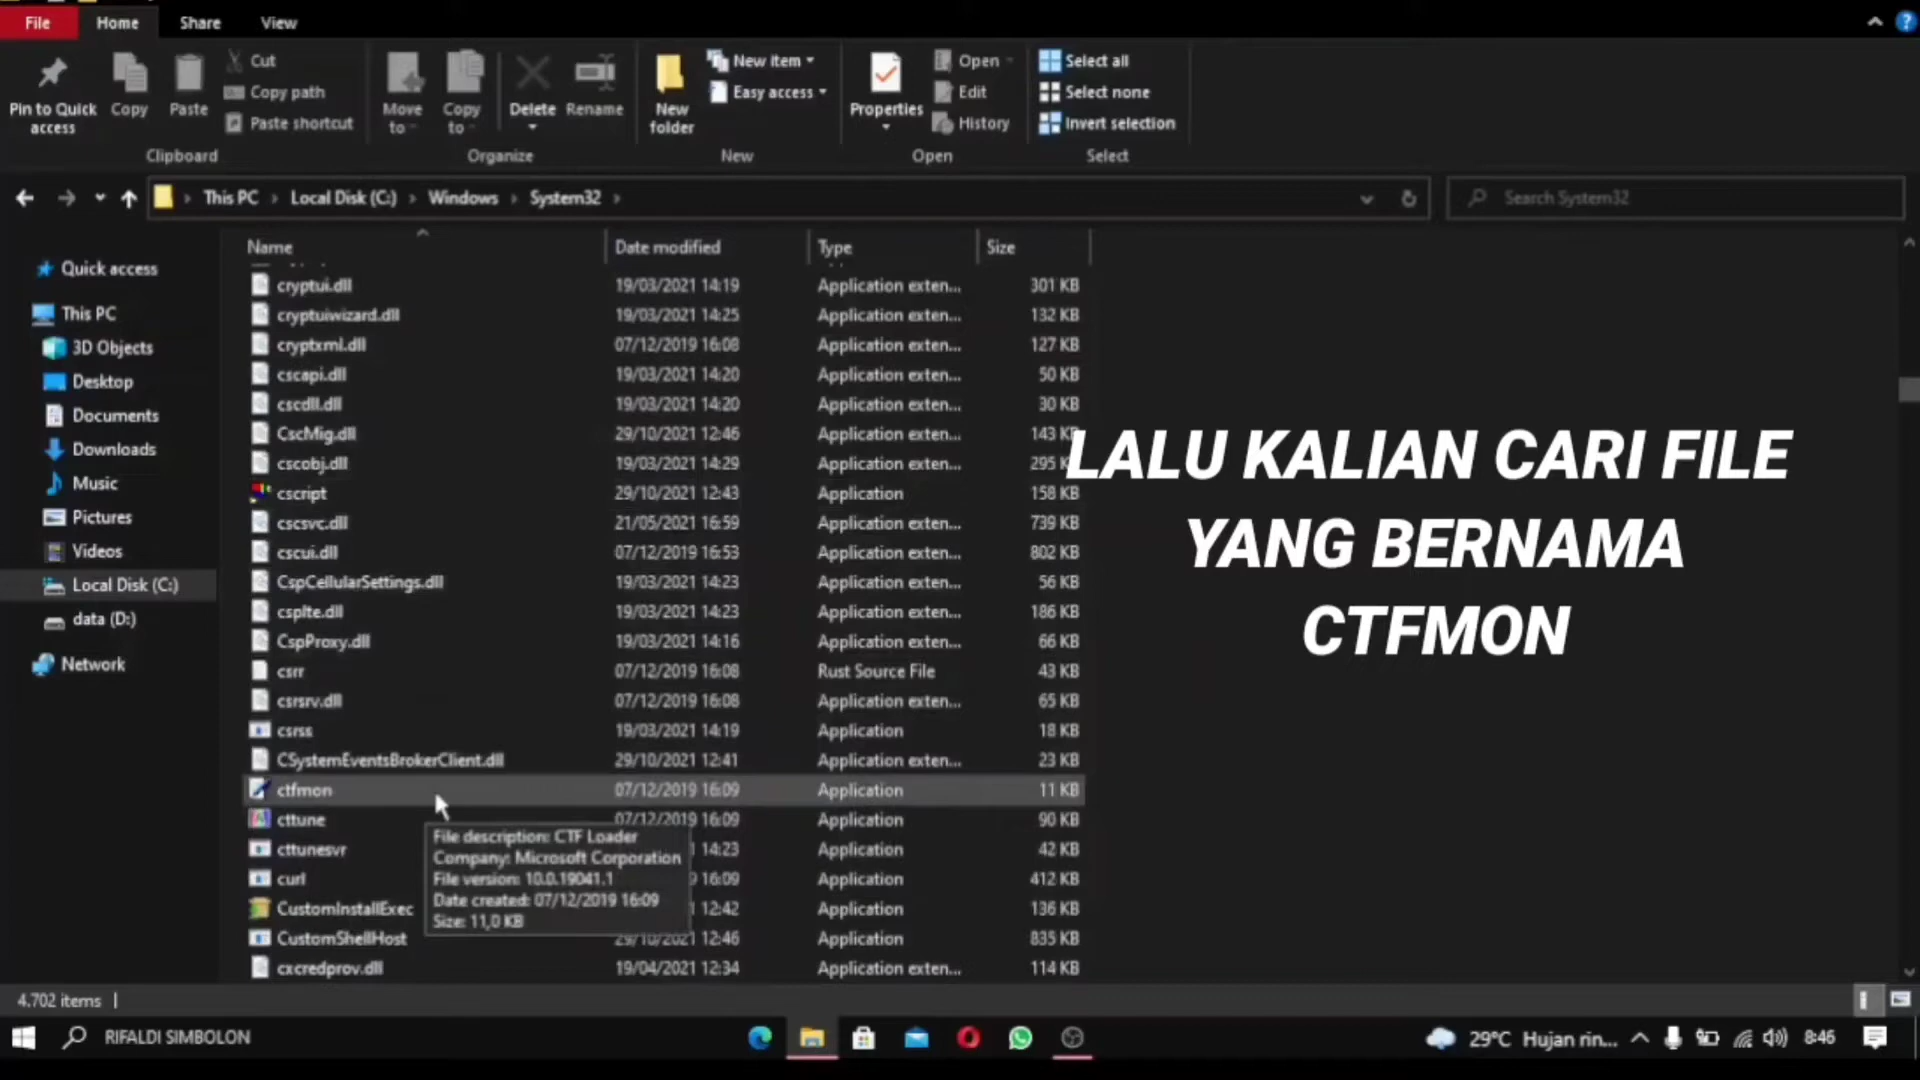 File Home Share View
Pin to Quick access
Copy
Paste
Cut
Copy path
Paste shortcut
Clipboard
Move to
Copy to
Delete
Rename
Organize
New folder
New item
Easy access
New
Properties
Open
Edit
History
Open
Select all
Select none
Invert selection
Select
This PC Local Disk (C:) Windows System32
Search System32
Quick access
This PC
3D Objects
Desktop
Documents
Downloads
Music
Pictures
Videos
Local Disk (C:)
data (D:)
Network
Name Date modified Type Size
cryptui.dll 19/03/2021 14:19 Application exten... 301 KB
cryptuiwizard.dll 19/03/2021 14:25 Application exten... 132 KB
cryptxml.dll 07/12/2019 16:08 Application exten... 127 KB
cscapi.dll 19/03/2021 14:20 Application exten... 50 KB
cscdll.dll 19/03/2021 14:20 Application exten... 30 KB
CscMig.dll 29/10/2021 12:46 Application exten... 143 KB
cscobj.dll 19/03/2021 14:29 Application exten... 295 K
cscript 29/10/2021 12:43 Application 158 KB
cscsvc.dll 21/05/2021 16:59 Application exten... 739 KB
cscui.dll 07/12/2019 16:53 Application exten... 802 KB
CspCellularSettings.dll 19/03/2021 14:23 Application exten... 56 KB
csplte.dll 19/03/2021 14:23 Application exten... 186 KB
CspProxy.dll 19/03/2021 14:16 Application exten... 66 KB
csrr 07/12/2019 16:08 Rust Source File 43 KB
csrsrv.dll 07/12/2019 16:08 Application exten... 65 KB
csrss 19/03/2021 14:19 Application 18 KB
CSystemEventsBrokerClient.dll 29/10/2021 12:41 Application exten... 23 KB
ctfmon 07/12/2019 16:09 Application 11 KB
cttune 07/12/2019 16:09 Application 90 KB
cttunesvr 1 14:23 Application 42 KB
curl 9 16:09 Application 412 KB
CustomInstallExec 1 12:42 Application 136 KB
CustomShellHost 29/10/2021 12:46 Application 835 KB
cxcredprov.dll 19/04/2021 12:34 Application exten... 114 KB
File description: CTF Loader
Company: Microsoft Corporation
File version: 10.0.19041.1
Date created: 07/12/2019 16:09
Size: 11,0 KB
LALU KALIAN CARI FILE
YANG BERNAMA
CTFMON
4.702 items
RIFALDI SIMBOLON
29°C Hujan rin... 8:46